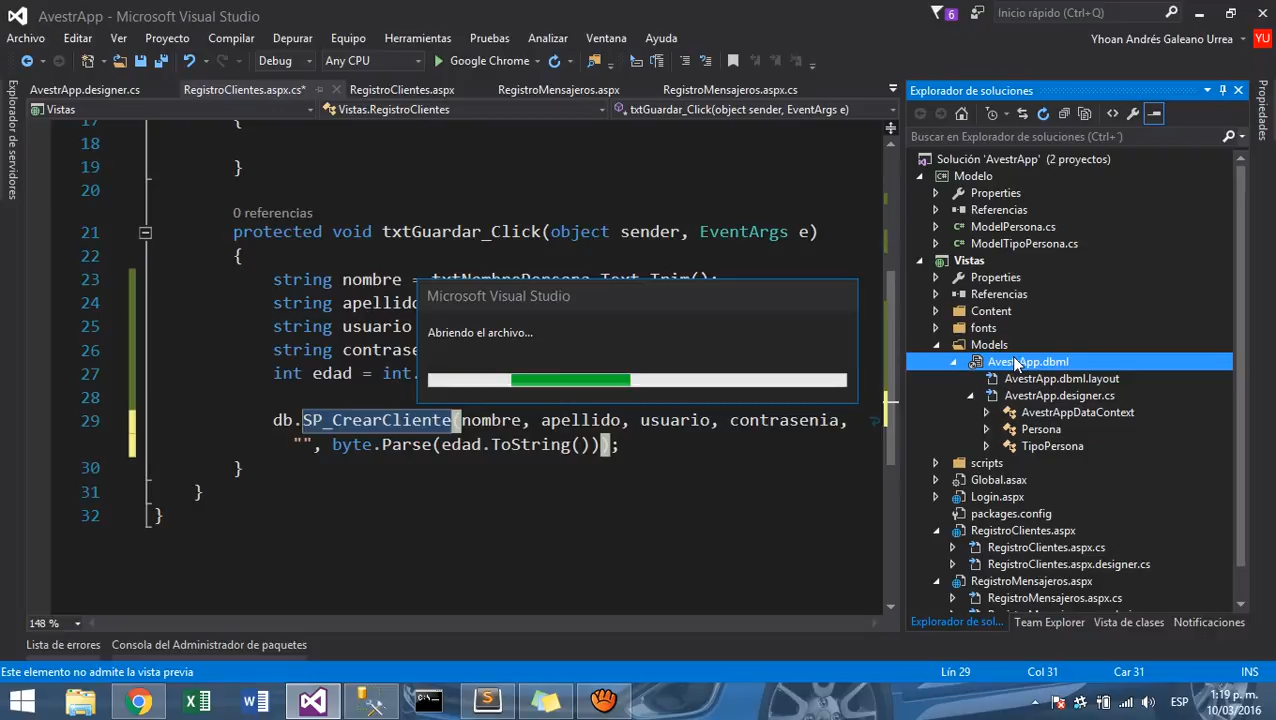 AvestrApp - Microsoft Visual Studio
6
Inicio rápido (Ctrl+Q)
Archivo Editar Ver Proyecto Compilar Depurar Equipo Herramientas Pruebas Analizar Ventana Ayuda
Yhoan Andrés Galeano Urrea
YU
Debug Any CPU Google Chrome
Explorador de servidores
AvestrApp.designer.cs RegistroClientes.aspx.cs* RegistroClientes.aspx RegistroMensajeros.aspx.cs RegistroMensajeros.aspx.cs
Vistas Vistas.RegistroClientes txtGuardar_Click(object sender, EventArgs e)
17 {
18
19 }
20
0 referencias
21 protected void txtGuardar_Click(object sender, EventArgs e)
22 {
23 string nombre = txtNombrePersona.Text.Trim();
24 string apellido
25 string usuario
26 string contrase
27 int edad = int.
29 db.SP_CrearCliente(nombre, apellido, usuario, contrasenia,
"", byte.Parse(edad.ToString()));
30 }
31 }
32 }
Microsoft Visual Studio
Abriendo el archivo...
148 %
Explorador de soluciones
Buscar en Explorador de soluciones (Ctrl+´)
Solución 'AvestrApp' (2 proyectos)
Modelo
Properties
Referencias
ModelPersona.cs
ModelTipoPersona.cs
Vistas
Properties
Referencias
Content
fonts
Models
AvestrApp.dbml
AvestrApp.dbml.layout
AvestrApp.designer.cs
AvestrAppDataContext
Persona
TipoPersona
scripts
Global.asax
Login.aspx
packages.config
RegistroClientes.aspx
RegistroClientes.aspx.cs
RegistroClientes.aspx.designer.cs
RegistroMensajeros.aspx
RegistroMensajeros.aspx.cs
Explorador de sol... Team Explorer Vista de clases Notificaciones
Propiedades
Lista de errores Consola del Administrador de paquetes
Este elemento no admite la vista previa Lín 29 Col 31 Car 31 INS
ESP
1:19 p. m.
10/03/2016